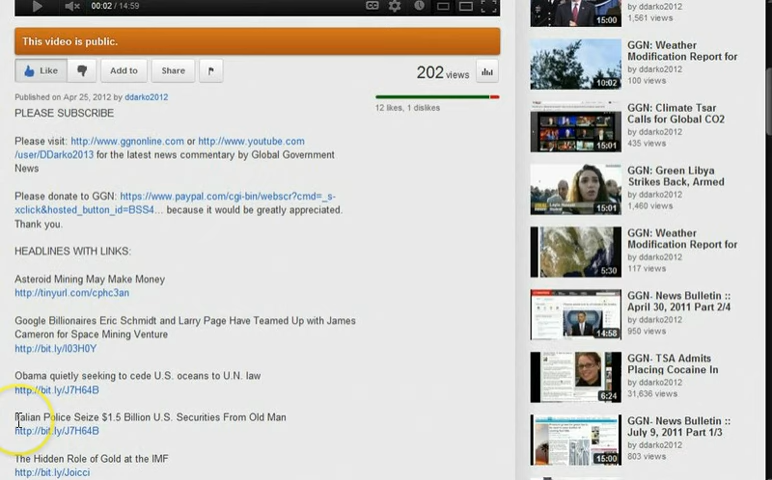 00:02 / 14:59
This video is public.
Like
Add to
Share
202 views
Published on Apr 25, 2012 by ddarko2012
12 likes, 1 dislikes
PLEASE SUBSCRIBE
Please visit: http://www.ggnonline.com or http://www.youtube.com
/user/DDarko2013 for the latest news commentary by Global Government
News
Please donate to GGN: https://www.paypal.com/cgi-bin/webscr?cmd=_s-
xclick&hosted_button_id=BSS4... because it would be greatly appreciated.
Thank you.
HEADLINES WITH LINKS:
Asteroid Mining May Make Money
http://tinyurl.com/cphc3an
Google Billionaires Eric Schmidt and Larry Page Have Teamed Up with James
Cameron for Space Mining Venture
http://bit.ly/I03H0Y
Obama quietly seeking to cede U.S. oceans to U.N. law
http://bit.ly/J7H64B
Italian Police Seize $1.5 Billion U.S. Securities From Old Man
http://bit.ly/J7H64B
The Hidden Role of Gold at the IMF
http://bit.ly/Joicci
15:00
by ddarko2012
1,561 views
10:02
GGN: Weather
Modification Report for
by ddarko2012
100 views
15:01
GGN: Climate Tsar
Calls for Global CO2
by ddarko2012
435 views
15:01
GGN: Green Libya
Strikes Back, Armed
by ddarko2012
1,460 views
5:30
GGN: Weather
Modification Report for
by ddarko2012
117 views
14:58
GGN- News Bulletin ::
April 30, 2011 Part 2/4
by ddarko2012
950 views
6:24
GGN- TSA Admits
Placing Cocaine In
by ddarko2012
31,636 views
15:00
GGN- News Bulletin ::
July 9, 2011 Part 1/3
by ddarko2012
803 views